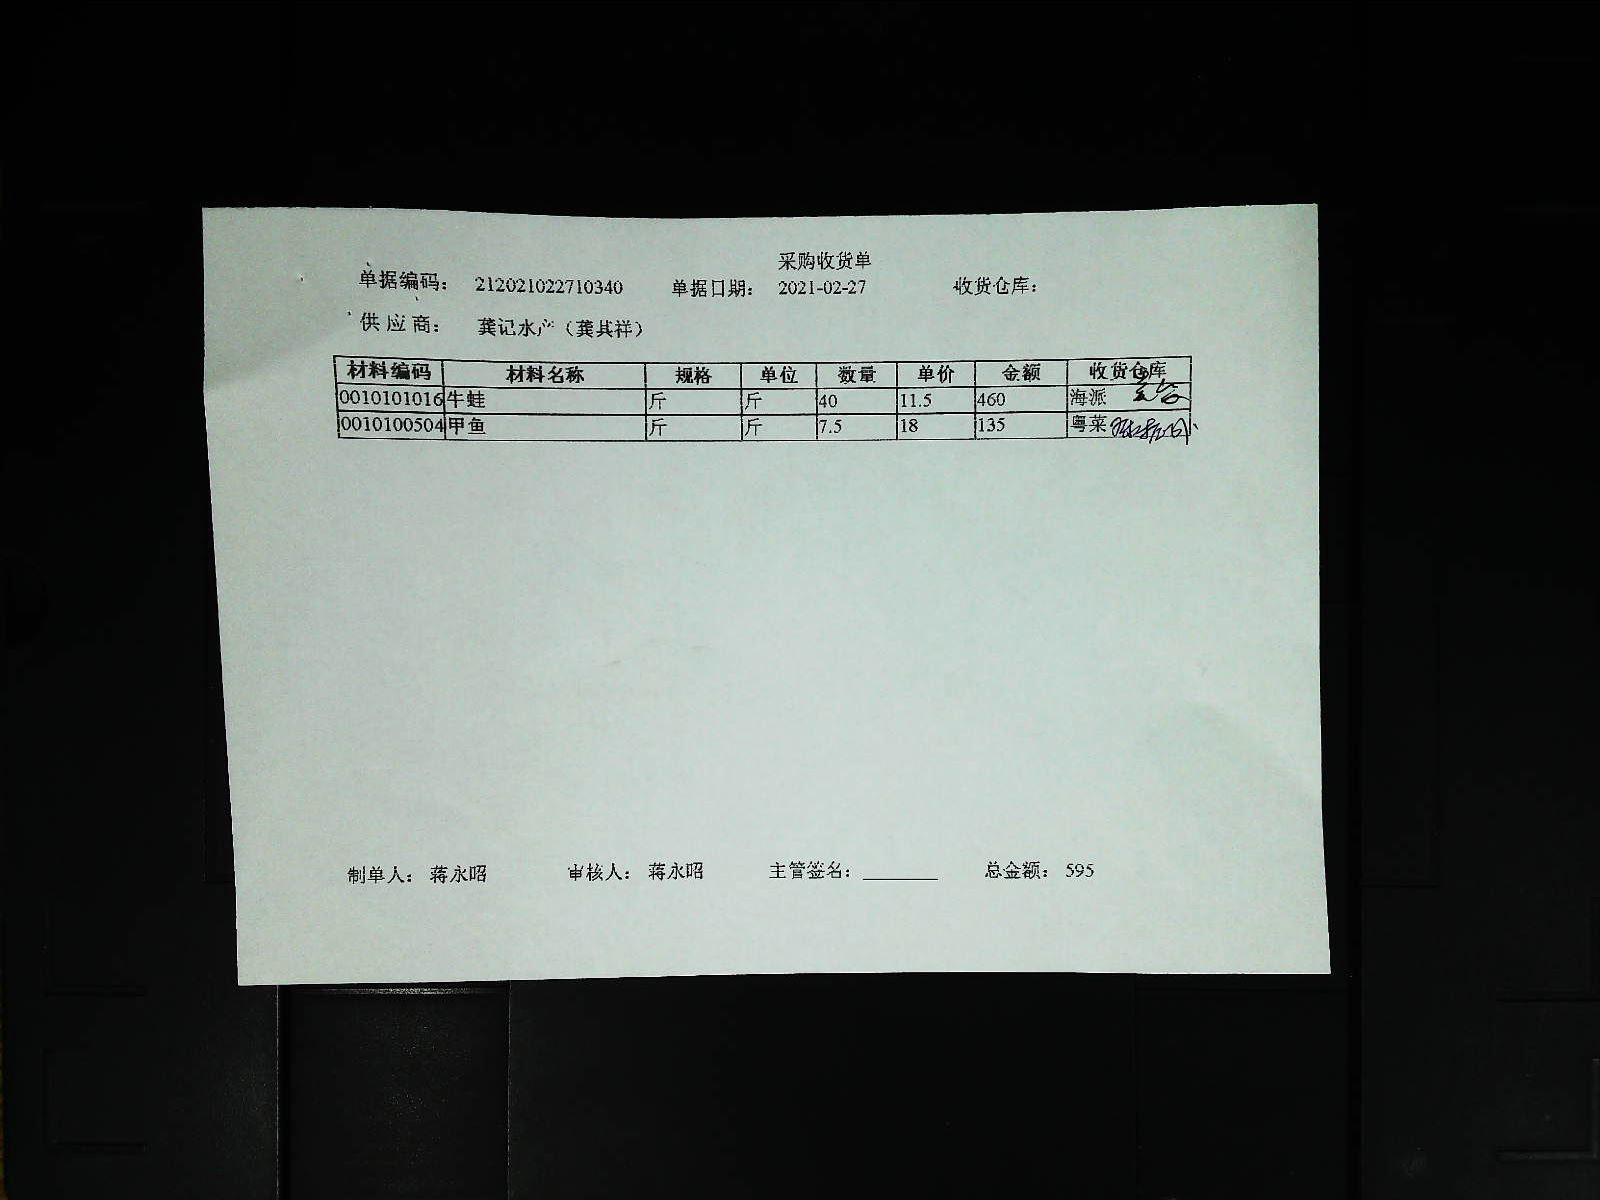 采购收货单
单据编码： 212021022710340 单据日期： 2021-02-27 收货仓库：
供应商： 龚记水产（龚其祥）
材料编码 材料名称 规格 单位 数量 单价 金额 收货仓库
0010101016 牛蛙 斤 斤 40 11.5 460 海派
0010100504 甲鱼 斤 斤 7.5 18 135 粤菜
制单人： 蒋永昭 审核人： 蒋永昭 主管签名： 总金额： 595